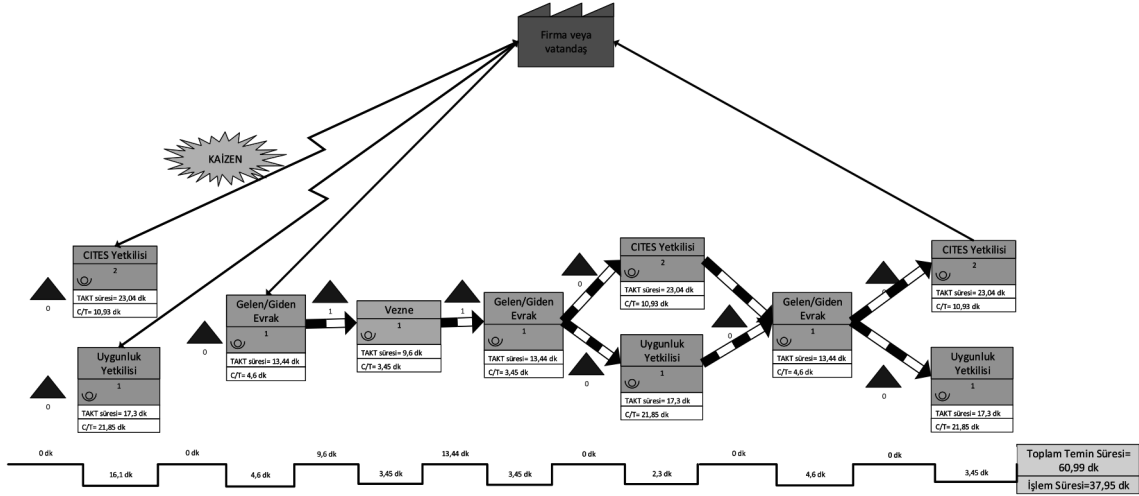 Firma veya
vatandaş
KAİZEN
CITES Yetkilisi
2
TAKT süresi= 23,04 dk
C/T= 10,93 dk
0
Uygunluk
Yetkilisi
1
TAKT süresi= 17,3 dk
C/T= 21,85 dk
0
Gelen/Giden
Evrak
1
TAKT süresi= 13,44 dk
C/T= 4,6 dk
0
1
Vezne
1
TAKT süresi= 9,6 dk
C/T= 3,45 dk
1
Gelen/Giden
Evrak
1
TAKT süresi= 13,44 dk
C/T= 3,45 dk
0
CITES Yetkilisi
2
TAKT süresi= 23,04 dk
C/T= 10,93 dk
0
Uygunluk
Yetkilisi
1
TAKT süresi= 17,3 dk
C/T= 21,85 dk
0
Gelen/Giden
Evrak
1
TAKT süresi= 13,44 dk
C/T= 4,6 dk
0
CITES Yetkilisi
2
TAKT süresi= 23,04 dk
C/T= 10,93 dk
0
Uygunluk
Yetkilisi
1
TAKT süresi= 17,3 dk
C/T= 21,85 dk
0 dk
16,1 dk
0 dk
4,6 dk
9,6 dk
3,45 dk
13,44 dk
3,45 dk
0 dk
2,3 dk
0 dk
4,6 dk
0 dk
3,45 dk
Toplam Temin Süresi=
60,99 dk
İşlem Süresi=37,95 dk